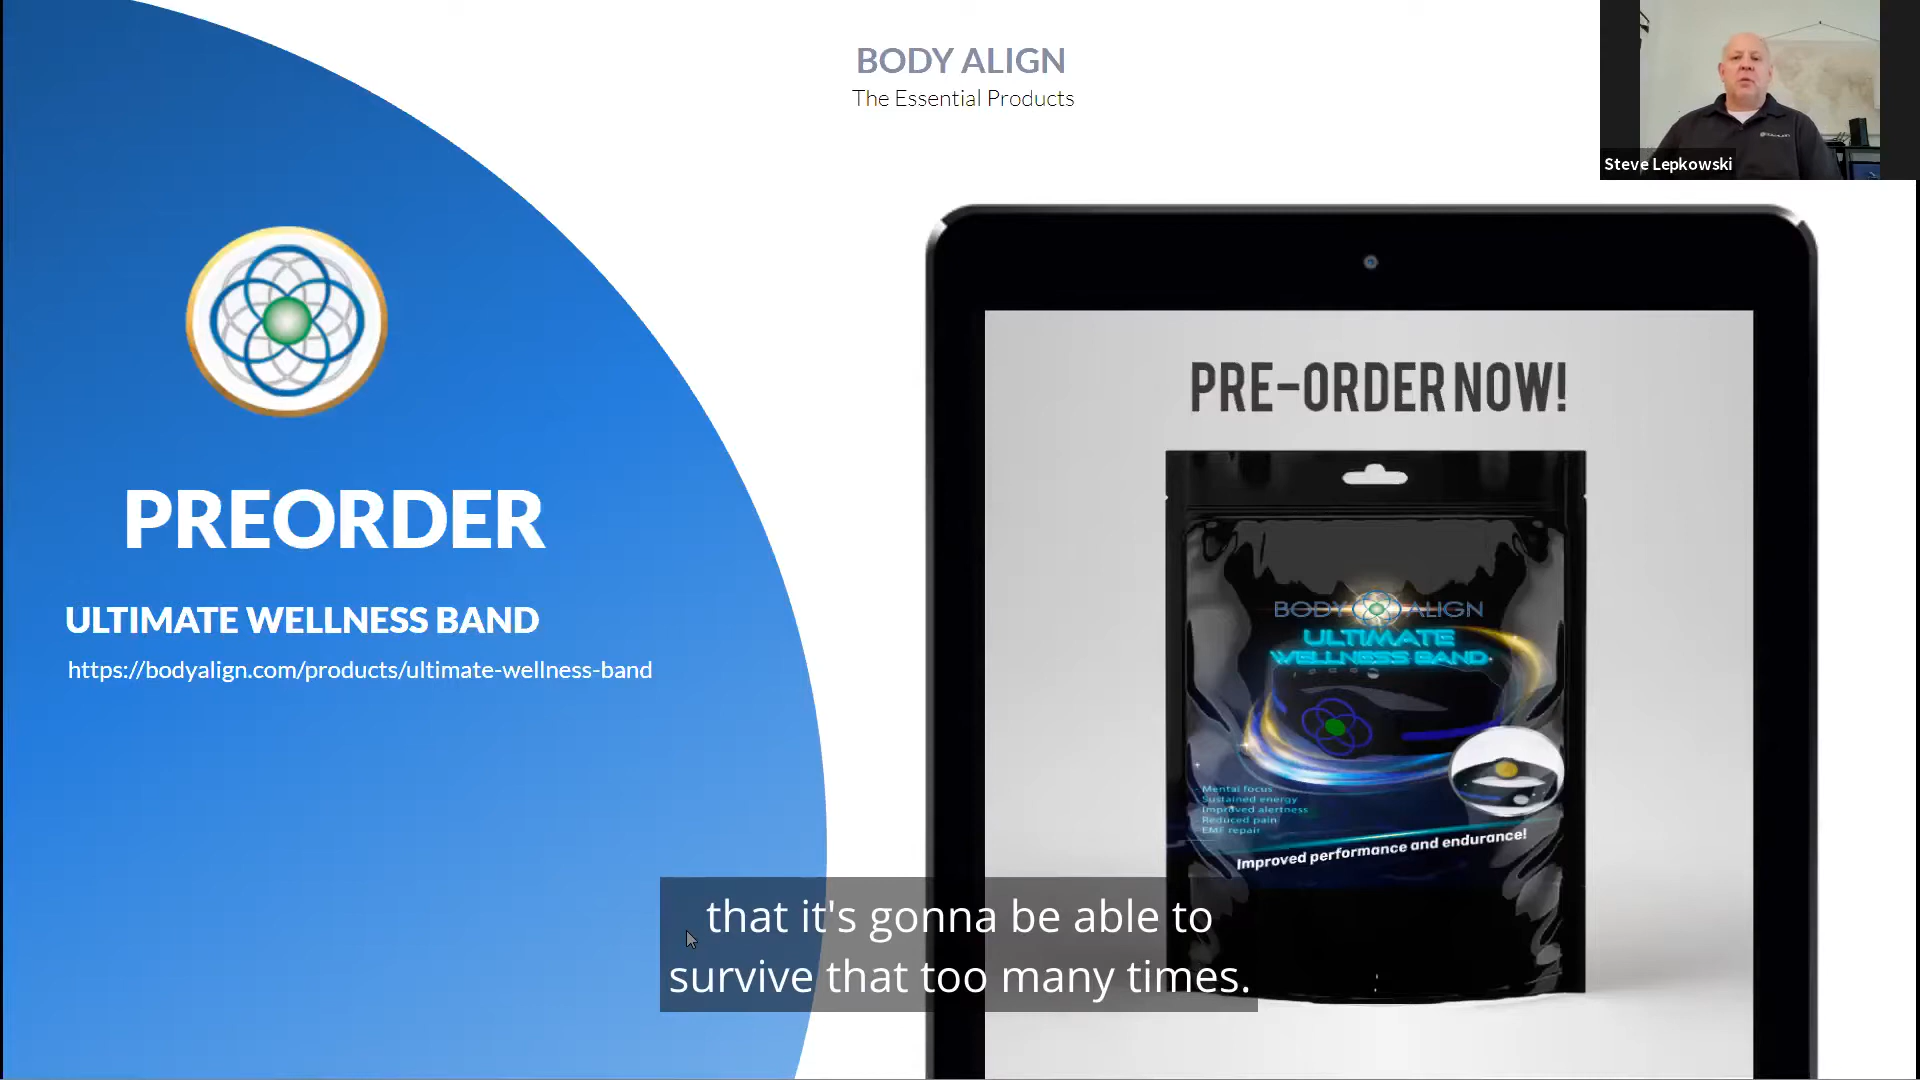 BODY ALIGN
The Essential Products
Steve Lepkowski
PREORDER
ULTIMATE WELLNESS BAND
https://bodyalign.com/products/ultimate-wellness-band
PRE-ORDER NOW!
BODY ALIGN
ULTIMATE
WELLNESS BAND
Mental focus
Sustained energy
Improved alertness
Reduced pain
EMF repair
Improved performance and endurance!
that it's gonna be able to
survive that too many times.